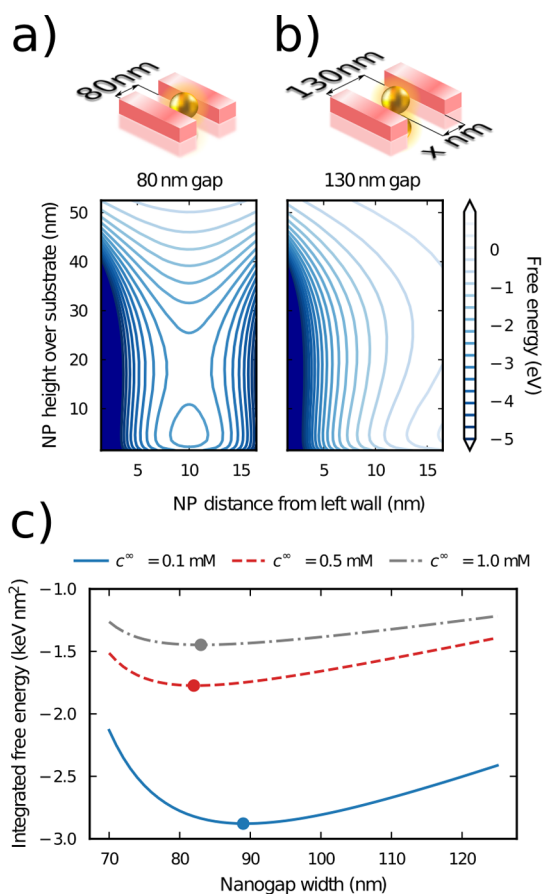 a)
b)
80nm
130nm
x nm
80 nm gap
130 nm gap
NP height over substrate (nm)
50
40
30
20
10
5
10
15
5
10
15
NP distance from left wall (nm)
0
−1
−2
−3
−4
−5
Free energy (eV)
c)
c∞ = 0.1 mM
c∞ = 0.5 mM
c∞ = 1.0 mM
Integrated free energy (keV nm²)
−1.0
−1.5
−2.0
−2.5
−3.0
70
80
90
100
110
120
Nanogap width (nm)